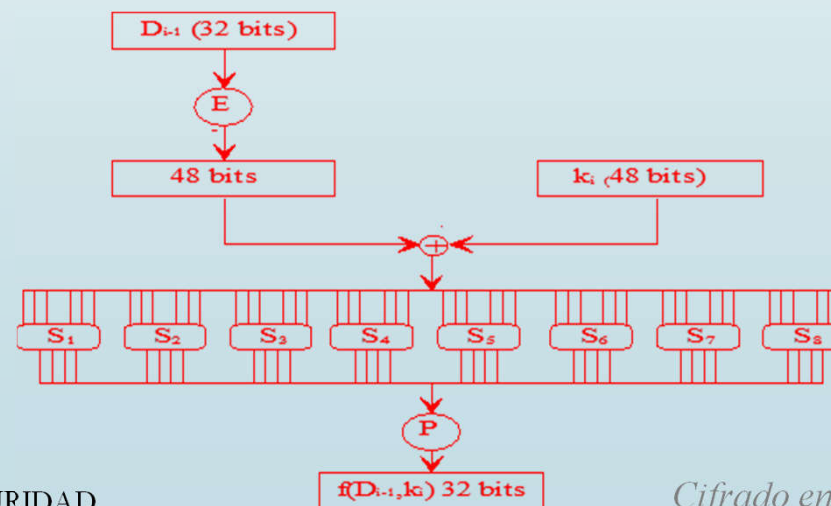 Di-1 (32 bits)
E
48 bits
ki (48 bits)
S1 S2 S3 S4 S5 S6 S7 S8
P
f(Di-1,ki) 32 bits
Cifrado en